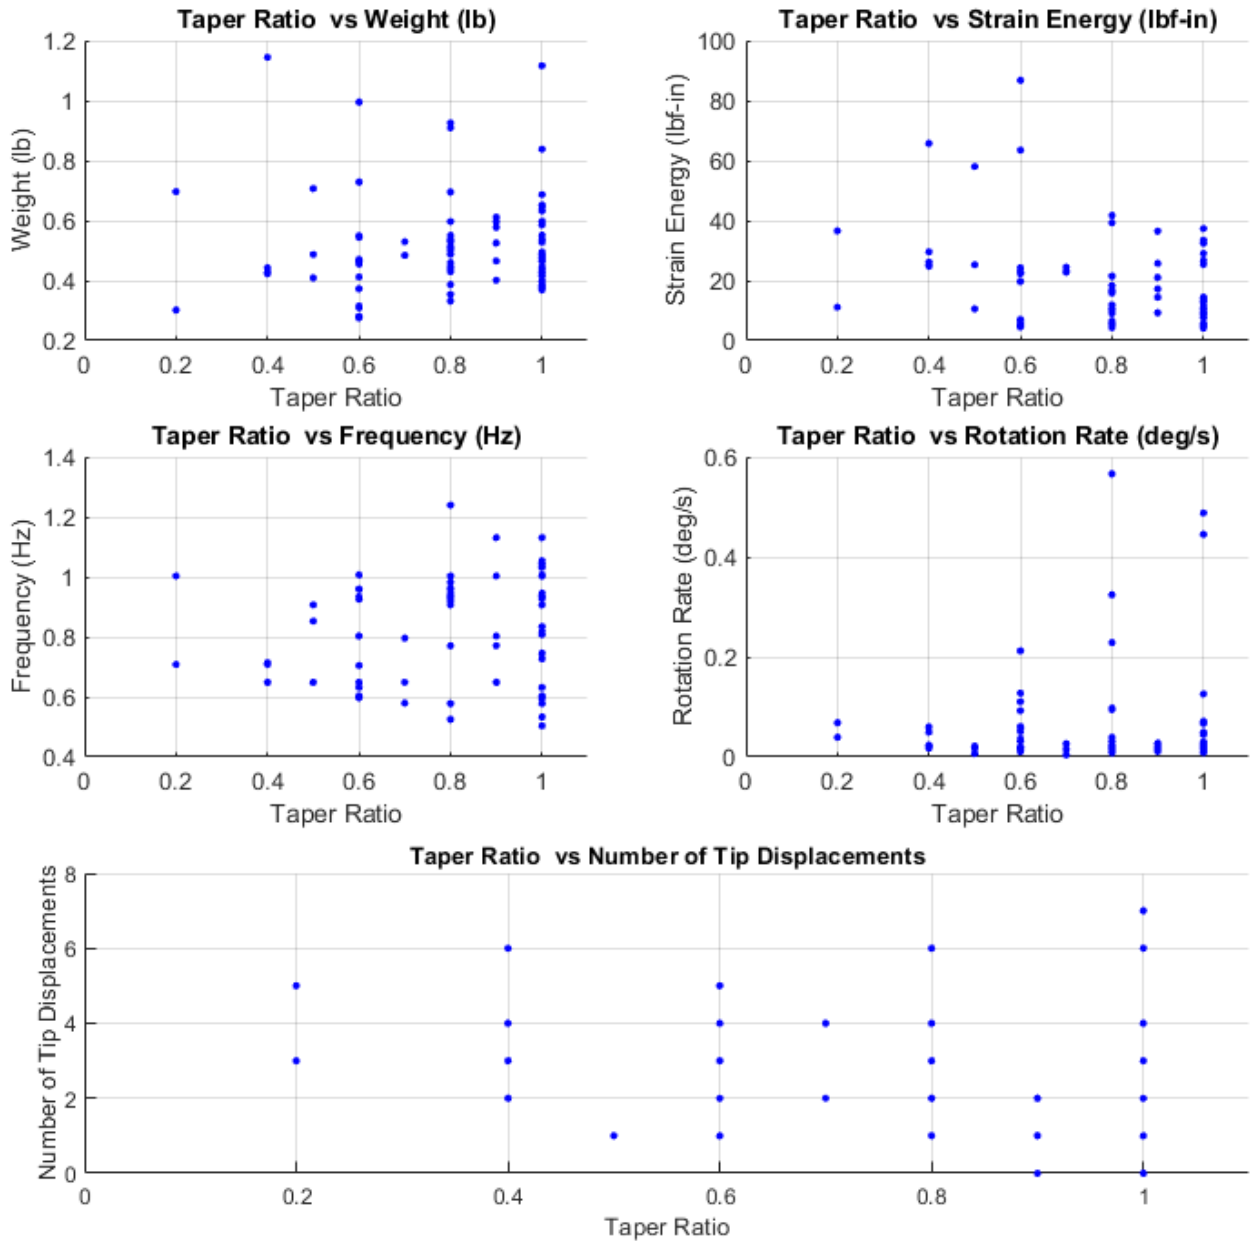 Taper Ratio  vs Weight (lb)
1.2
1
0.8
0.6
0.4
0.2
Weight (lb)
0 0.2 0.4 0.6 0.8 1
Taper Ratio
Taper Ratio  vs Strain Energy (lbf-in)
100
80
60
40
20
0
Strain Energy (lbf-in)
0 0.2 0.4 0.6 0.8 1
Taper Ratio
Taper Ratio  vs Frequency (Hz)
1.4
1.2
1
0.8
0.6
0.4
Frequency (Hz)
0 0.2 0.4 0.6 0.8 1
Taper Ratio
Taper Ratio  vs Rotation Rate (deg/s)
0.6
0.4
0.2
0
Rotation Rate (deg/s)
0 0.2 0.4 0.6 0.8 1
Taper Ratio
Taper Ratio  vs Number of Tip Displacements
8
6
4
2
0
Number of Tip Displacements
0 0.2 0.4 0.6 0.8 1
Taper Ratio